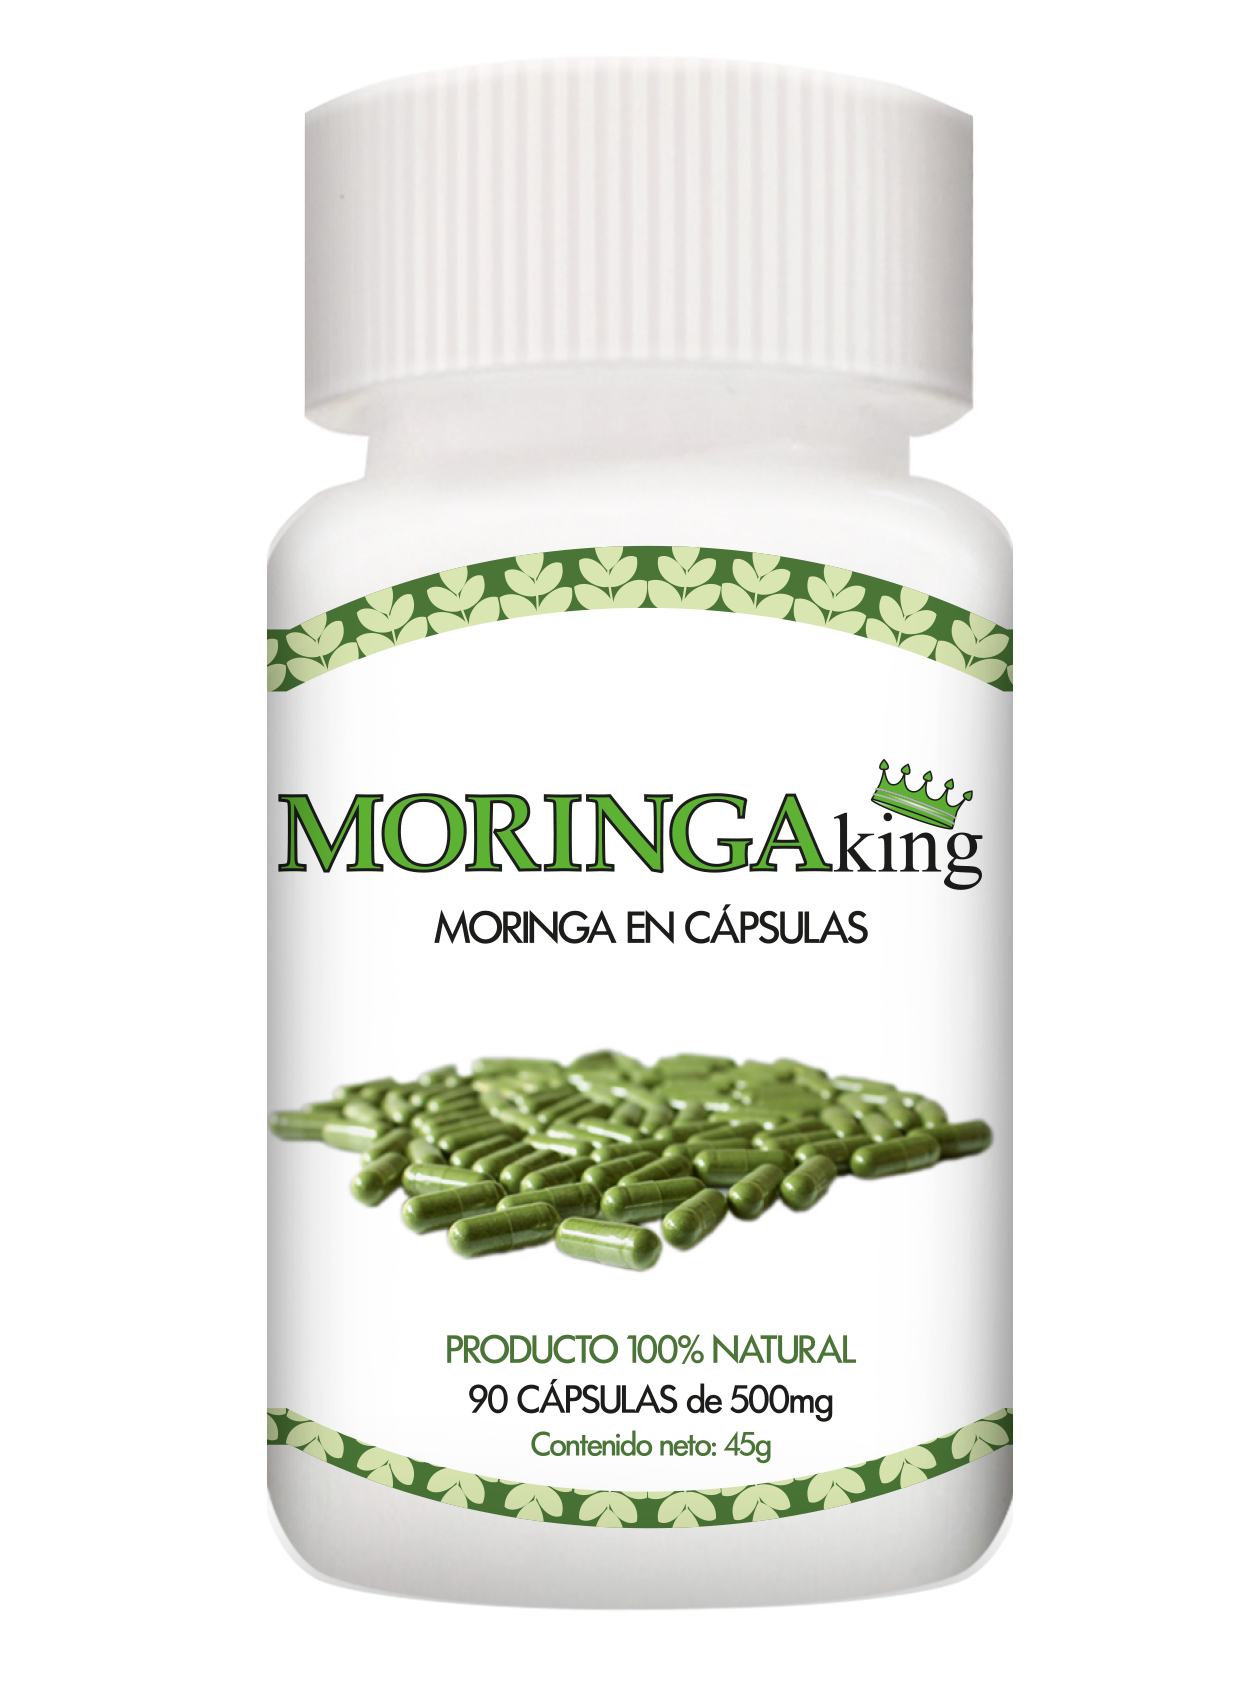 MORINGAking
MORINGA EN CÁPSULAS
PRODUCTO 100% NATURAL
90 CÁPSULAS de 500mg
Contenido neto: 45g